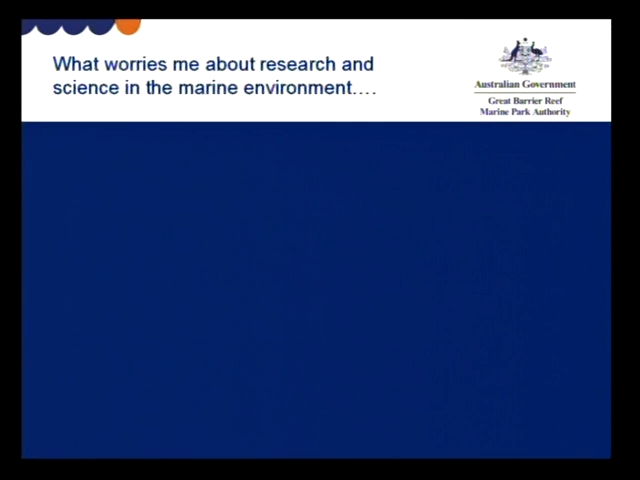 What worries me about research and
science in the marine environment....
Australian Government
Great Barrier Reef
Marine Park Authority